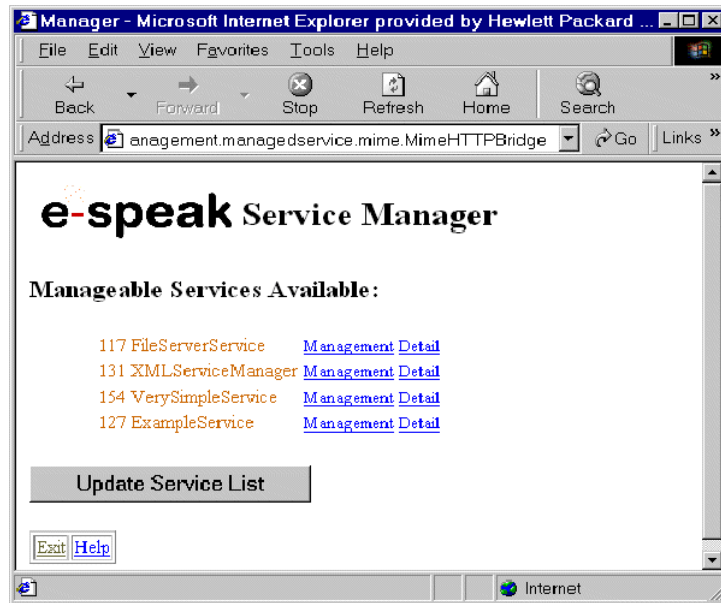 Manager - Microsoft Internet Explorer provided by Hewlett Packard ...
File Edit View Favorites Tools Help
Back Forward Stop Refresh Home Search »
Address anagement.managedservice.mime.MimeHTTPBridge Go Links »
e-speak Service Manager
Manageable Services Available:
117 FileServerService Management Detail
131 XMLServiceManager Management Detail
154 VerySimpleService Management Detail
127 ExampleService Management Detail
Update Service List
Exit Help
Internet